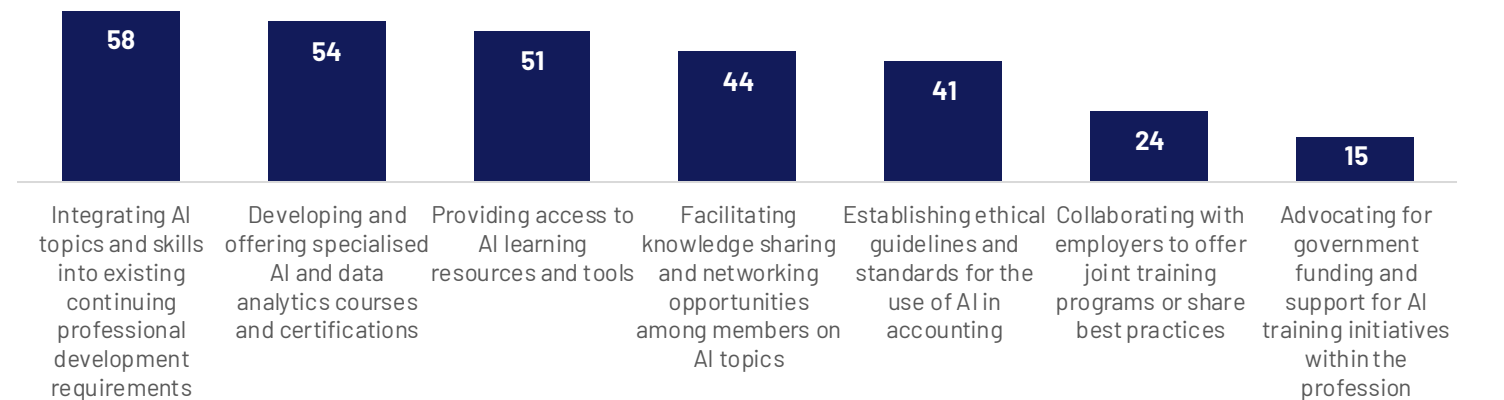 58
54
51
44
41
24
15
Integrating AI
topics and skills
into existing
continuing
professional
development
requirements
Developing and
offering specialised
AI and data
analytics courses
and certifications
Providing access to
AI learning
resources and tools
Facilitating
knowledge sharing
and networking
opportunities
among members on
AI topics
Establishing ethical
guidelines and
standards for the
use of AI in
accounting
Collaborating with
employers to offer
joint training
programs or share
best practices
Advocating for
government
funding and
support for AI
training initiatives
within the
profession